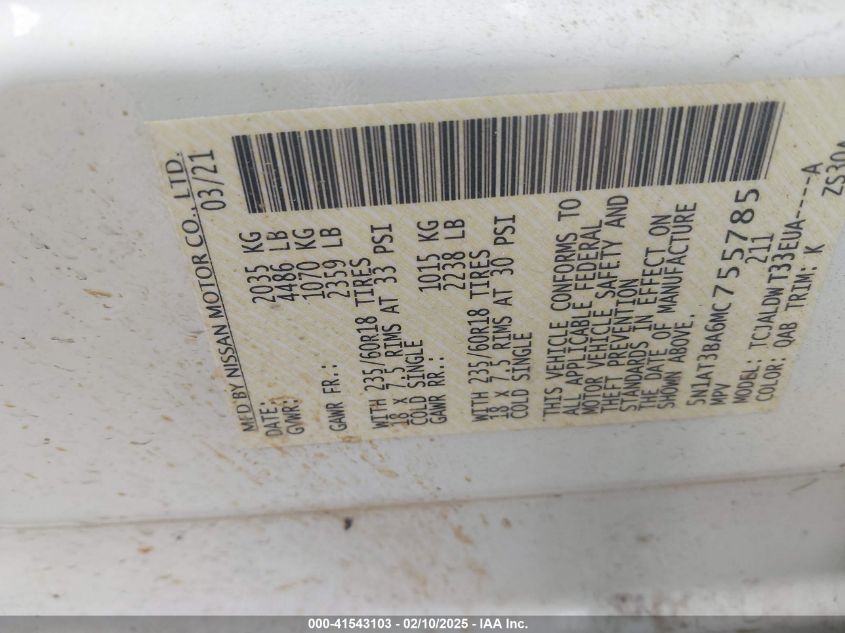 MFD BY NISSAN MOTOR CO., LTD.
DATE: 03/21
GVWR: 2035 KG
4486 LB
GAWR FR.: 1070 KG
2359 LB
WITH 235/60R18 TIRES
18 X 7.5 RIMS AT 33 PSI
COLD SINGLE
GAWR RR.: 1015 KG
2238 LB
WITH 235/60R18 TIRES
18 X 7.5 RIMS AT 30 PSI
COLD SINGLE
THIS VEHICLE CONFORMS TO
ALL APPLICABLE FEDERAL
MOTOR VEHICLE SAFETY AND
THEFT PREVENTION
STANDARDS IN EFFECT ON
THE DATE OF MANUFACTURE
SHOWN ABOVE.
5N1AT3BA6MC755785
MPV 211
MODEL: TCJALDWT33EUA-----A
COLOR: QAB TRIM: K
ZS30A
000-41543103 - 02/10/2025 - IAA Inc.